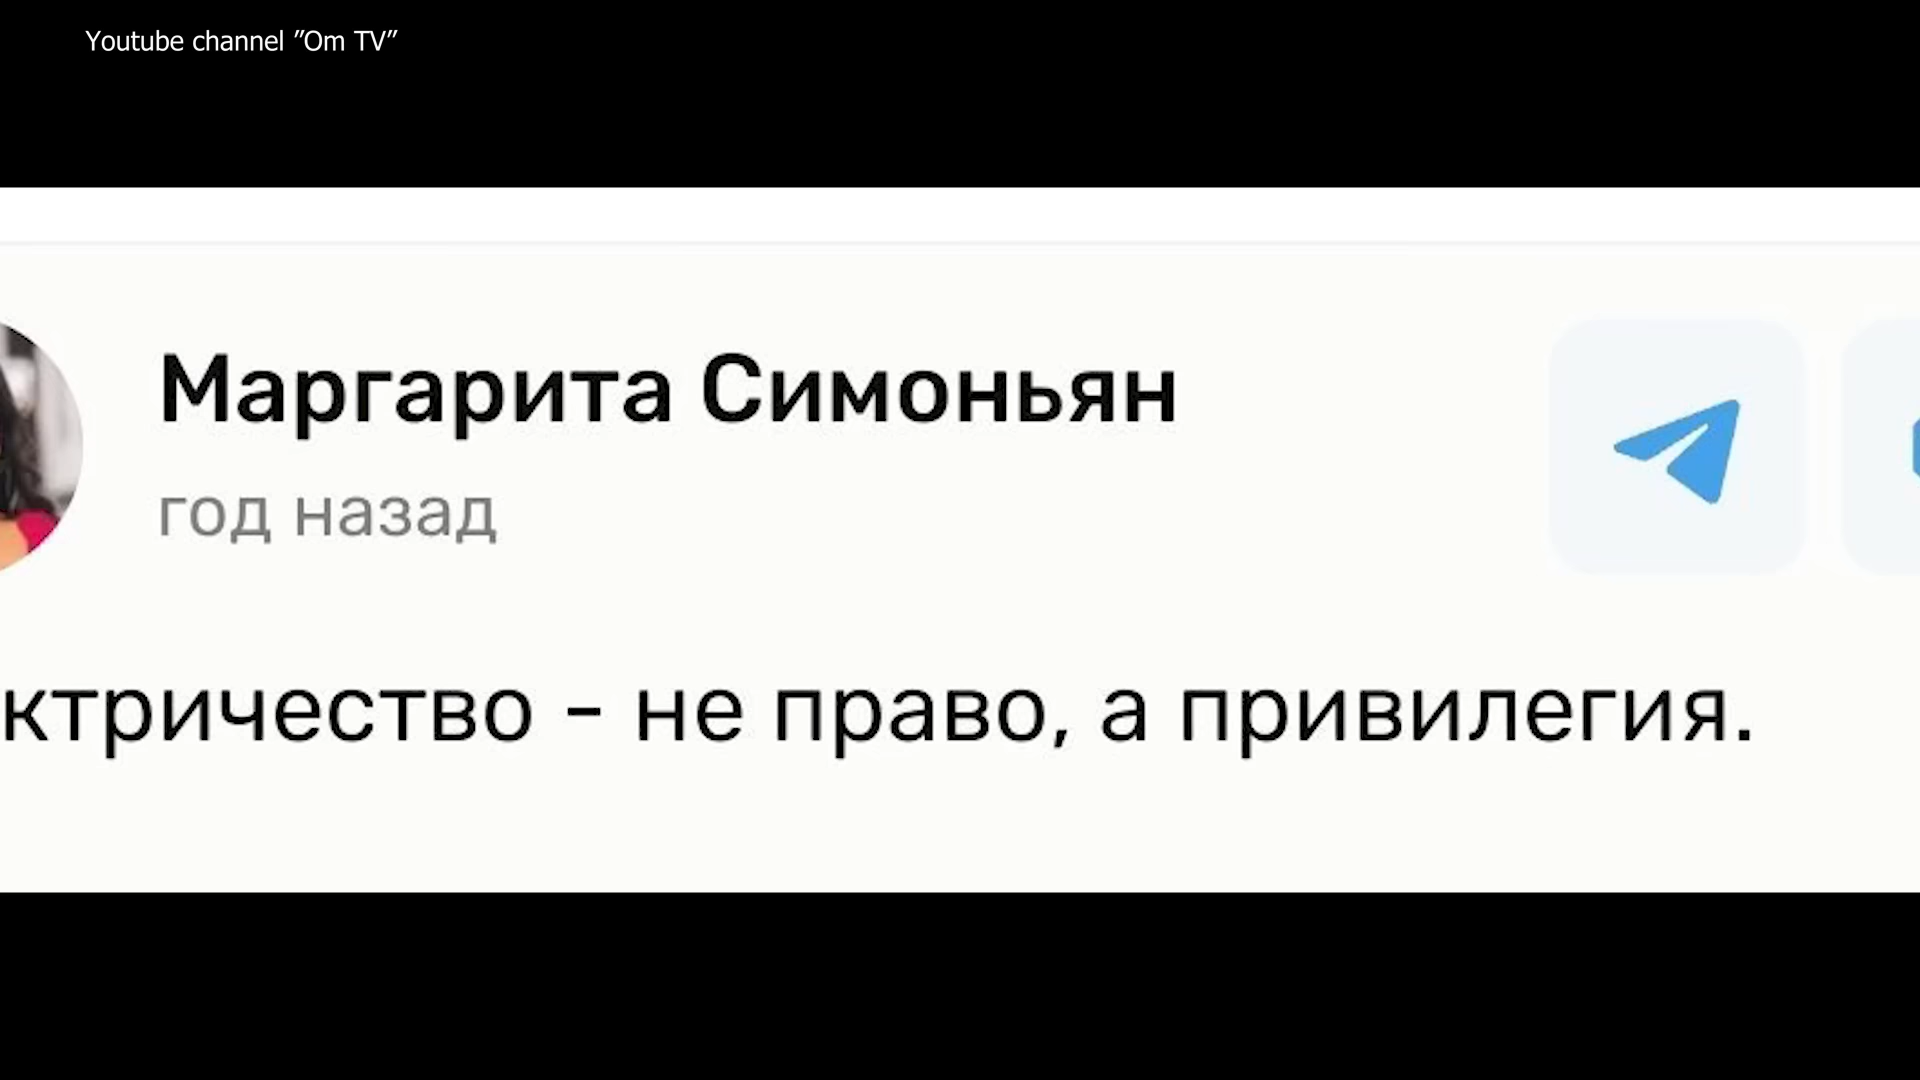 Youtube channel ”Om TV”
Маргарита Симоньян
год назад
ктричество - не право, а привилегия.